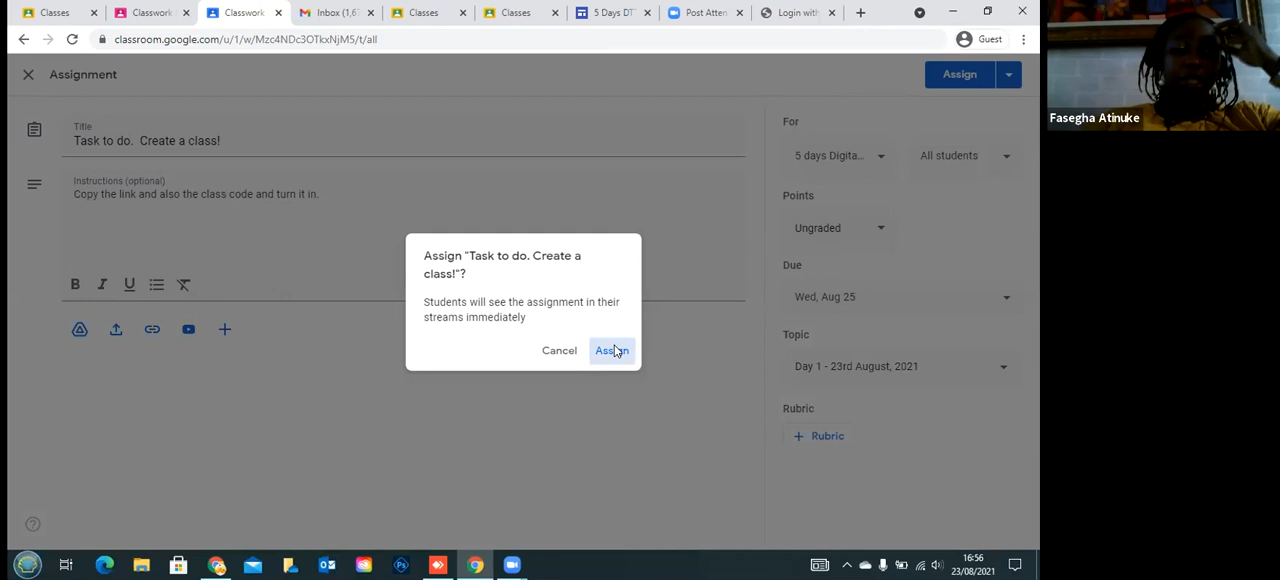 Classes
Classwork
Classwork
Inbox (1,6
Classes
Classes
5 Days DT
Post Atten
Login with
classroom.google.com/u/1/w/Mzc4NDc3OTkxNjM5/t/all
Guest
Assignment
Assign
Title
Task to do.  Create a class!
Instructions (optional)
Copy the link and also the class code and turn it in.
B I U
For
5 days Digita...
All students
Points
Ungraded
Due
Wed, Aug 25
Topic
Day 1 - 23rd August, 2021
Rubric
+ Rubric
Assign "Task to do. Create a
class!"?
Students will see the assignment in their
streams immediately
Cancel
Assign
Fasegha Atinuke
16:56
23/08/2021